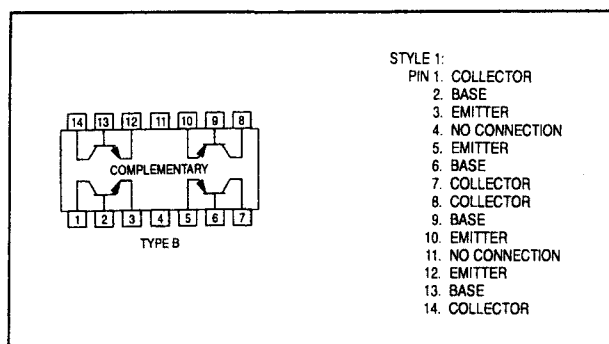 STYLE 1:
PIN 1. COLLECTOR
2. BASE
3. EMITTER
4. NO CONNECTION
5. EMITTER
6. BASE
7. COLLECTOR
8. COLLECTOR
9. BASE
10. EMITTER
11. NO CONNECTION
12. EMITTER
13. BASE
14. COLLECTOR
14 13 12 11 10 9 8
COMPLEMENTARY
1 2 3 4 5 6 7
TYPE B